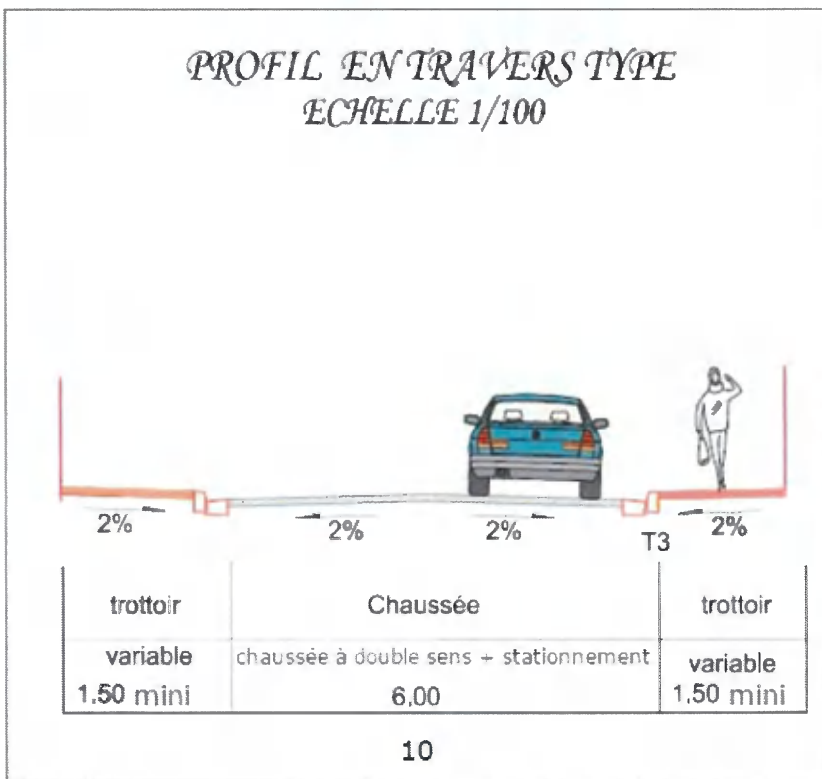 PROFIL EN TRAVERS TYPE
ECHELLE 1/100
2% 2% 2% 2%
T3
trottoir Chaussée trottoir
variable chaussée à double sens + stationnement variable
1.50 mini 6,00 1.50 mini
10